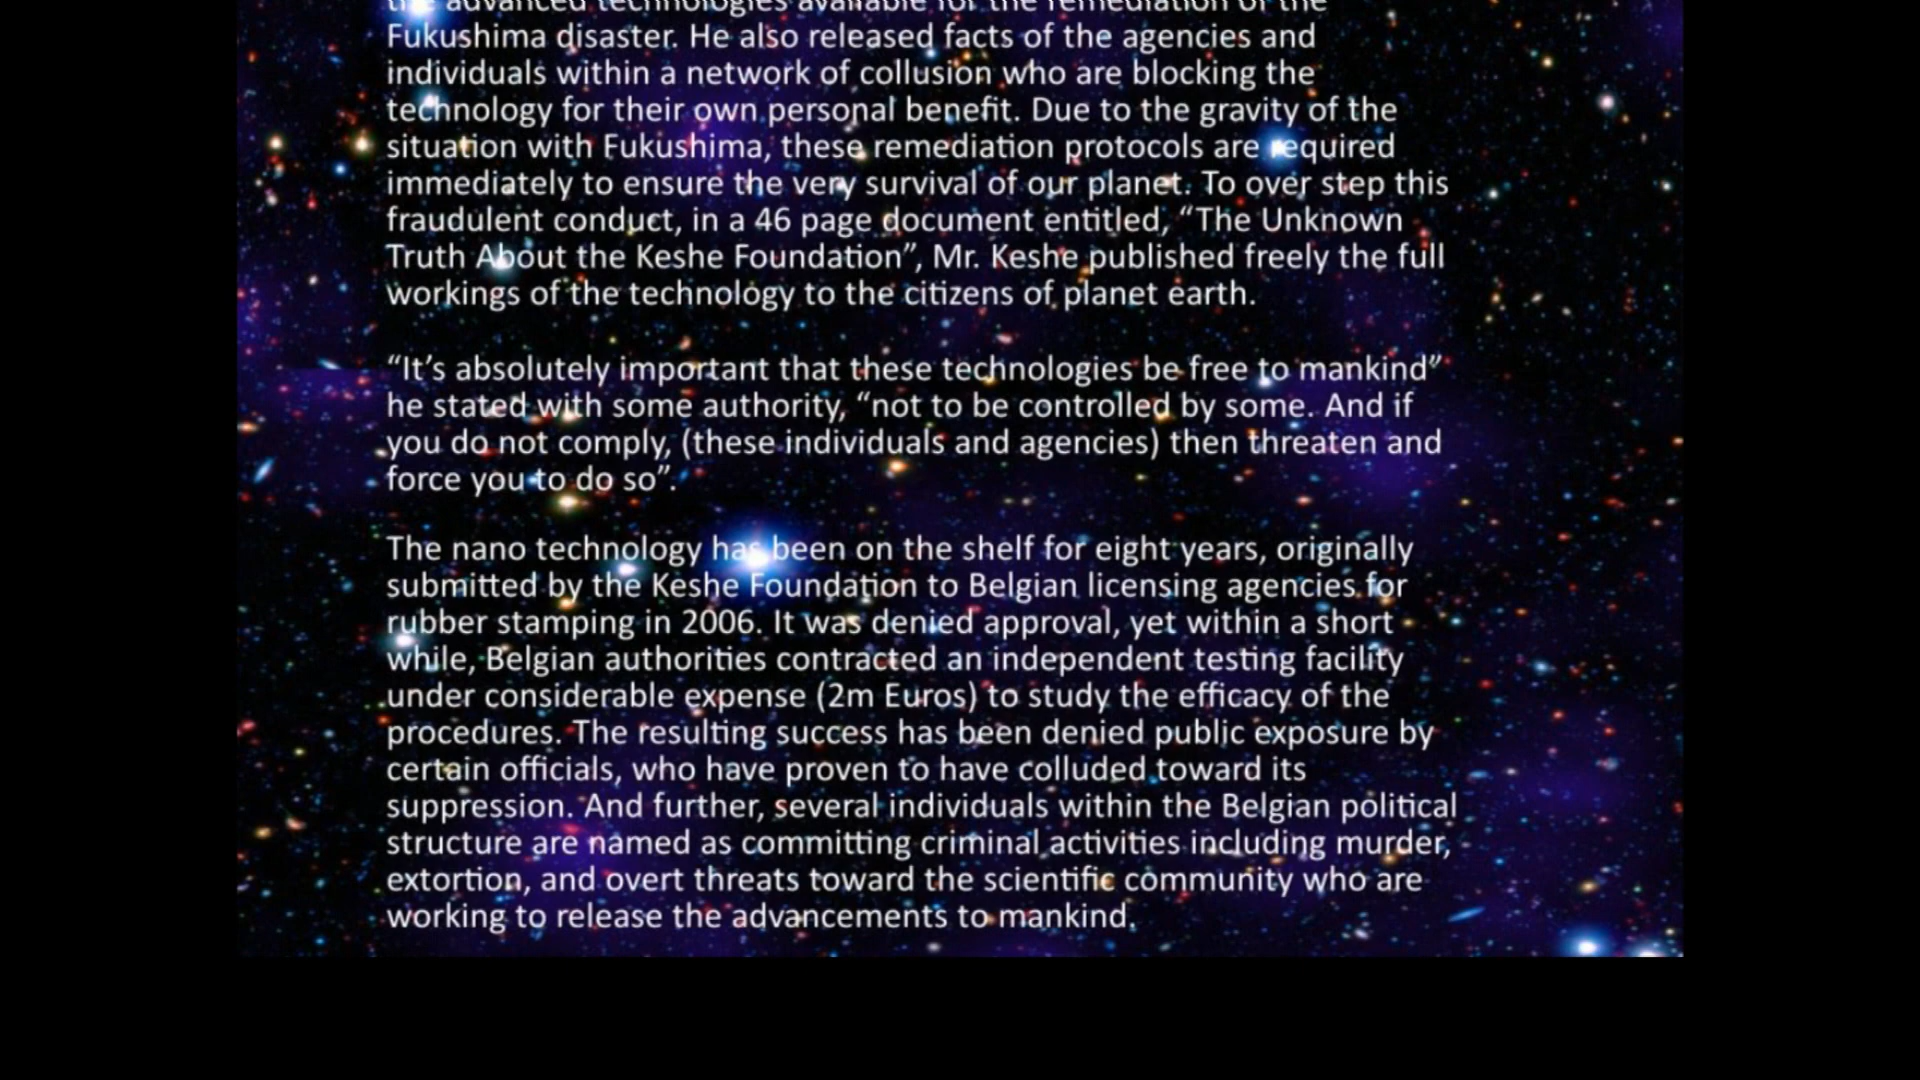 the advanced technologies available for the remediation of the
Fukushima disaster. He also released facts of the agencies and
individuals within a network of collusion who are blocking the
technology for their own personal benefit. Due to the gravity of the
situation with Fukushima, these remediation protocols are required
immediately to ensure the very survival of our planet. To over step this
fraudulent conduct, in a 46 page document entitled, “The Unknown
Truth About the Keshe Foundation”, Mr. Keshe published freely the full
workings of the technology to the citizens of planet earth.
“It’s absolutely important that these technologies be free to mankind”
he stated with some authority, “not to be controlled by some. And if
you do not comply, (these individuals and agencies) then threaten and
force you to do so”.
The nano technology has been on the shelf for eight years, originally
submitted by the Keshe Foundation to Belgian licensing agencies for
rubber stamping in 2006. It was denied approval, yet within a short
while, Belgian authorities contracted an independent testing facility
under considerable expense (2m Euros) to study the efficacy of the
procedures. The resulting success has been denied public exposure by
certain officials, who have proven to have colluded toward its
suppression. And further, several individuals within the Belgian political
structure are named as committing criminal activities including murder,
extortion, and overt threats toward the scientific community who are
working to release the advancements to mankind.